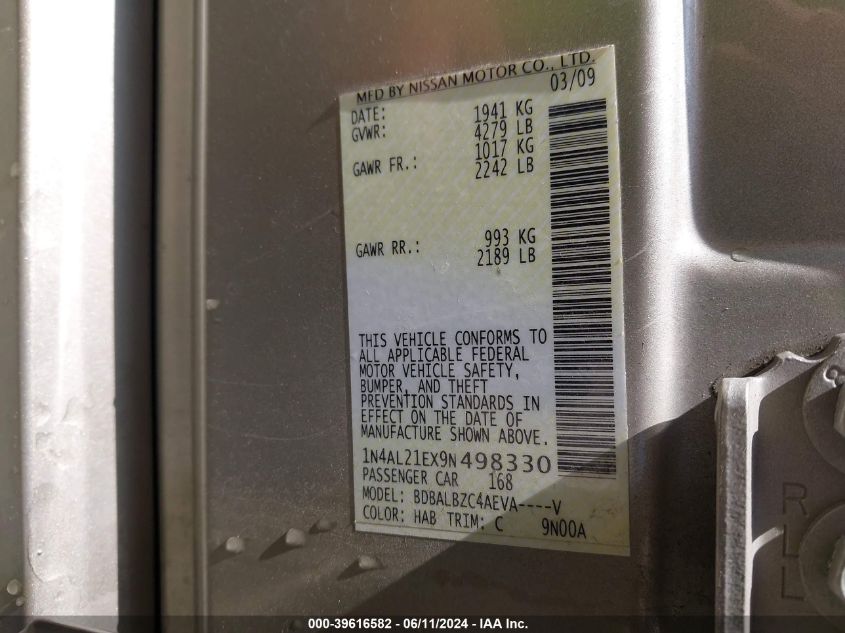 MFD BY NISSAN MOTOR CO., LTD.
DATE: 03/09
GVWR: 1941 KG
4279 LB
GAWR FR.: 1017 KG
2242 LB
GAWR RR.: 993 KG
2189 LB
THIS VEHICLE CONFORMS TO
ALL APPLICABLE FEDERAL
MOTOR VEHICLE SAFETY,
BUMPER, AND THEFT
PREVENTION STANDARDS IN
EFFECT ON THE DATE OF
MANUFACTURE SHOWN ABOVE.
1N4AL21EX9N498330
PASSENGER CAR 168
MODEL: BDBALBZC4AEVA----V
COLOR: HAB TRIM: C 9N00A
RLL
000-39616582 - 06/11/2024 - IAA Inc.